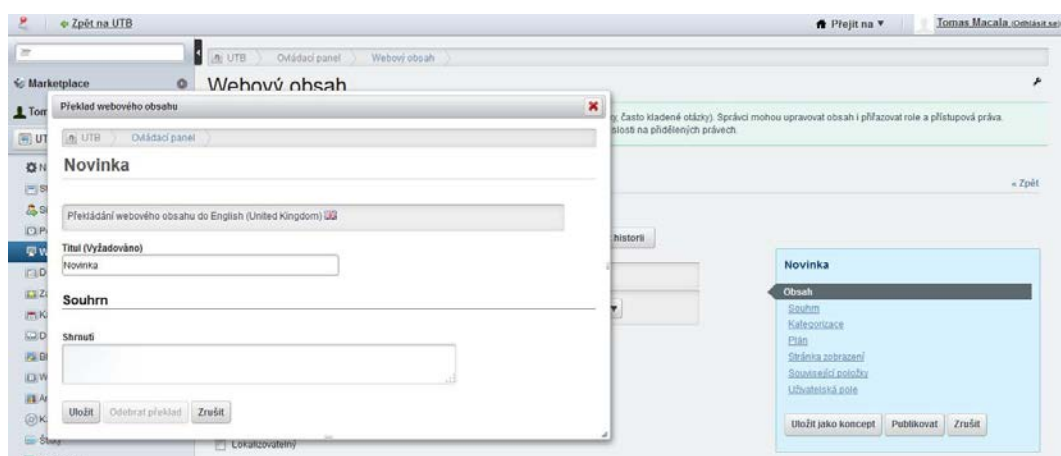 Zpět na UTB
Přejít na ▼
Tomas Macala (Odhlásit se)
UTB
Ovládací panel
Webový obsah
Marketplace
Webový obsah
Tom
Překlad webového obsahu
často kladené otázky). Správci mohou upravovat obsah i přiřazovat role a přístupová práva.
slosti na přidělených právech.
UT
UTB
Ovládací panel
Novinka
« Zpět
Překládání webového obsahu do English (United Kingdom)
historii
Titul (Vyžadováno)
Novinka
Novinka
Obsah
Souhrn
Souhrn
Kategorizace
Plán
Shrnutí
Stránka zobrazení
Související položky
Uživatelská pole
Uložit
Odebrat překlad
Zrušit
Uložit jako koncept
Publikovat
Zrušit
Lokalizovatelný